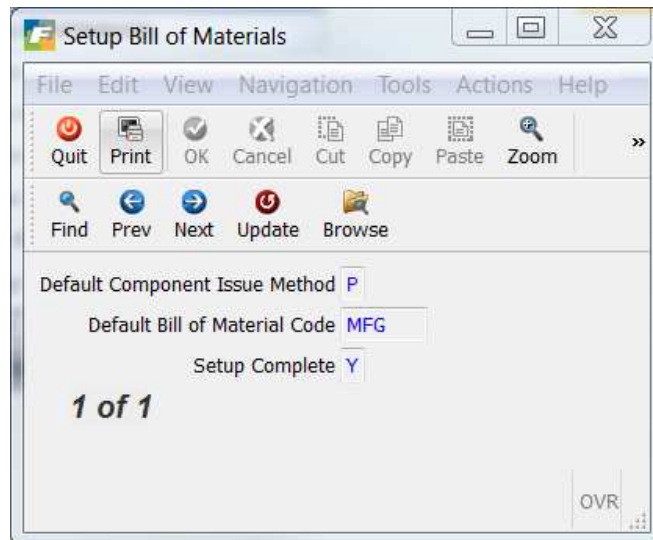 Setup Bill of Materials
File Edit View Navigation Tools Actions Help
Quit Print OK Cancel Cut Copy Paste Zoom »
Find Prev Next Update Browse
Default Component Issue Method P
Default Bill of Material Code MFG
Setup Complete Y
1 of 1
OVR